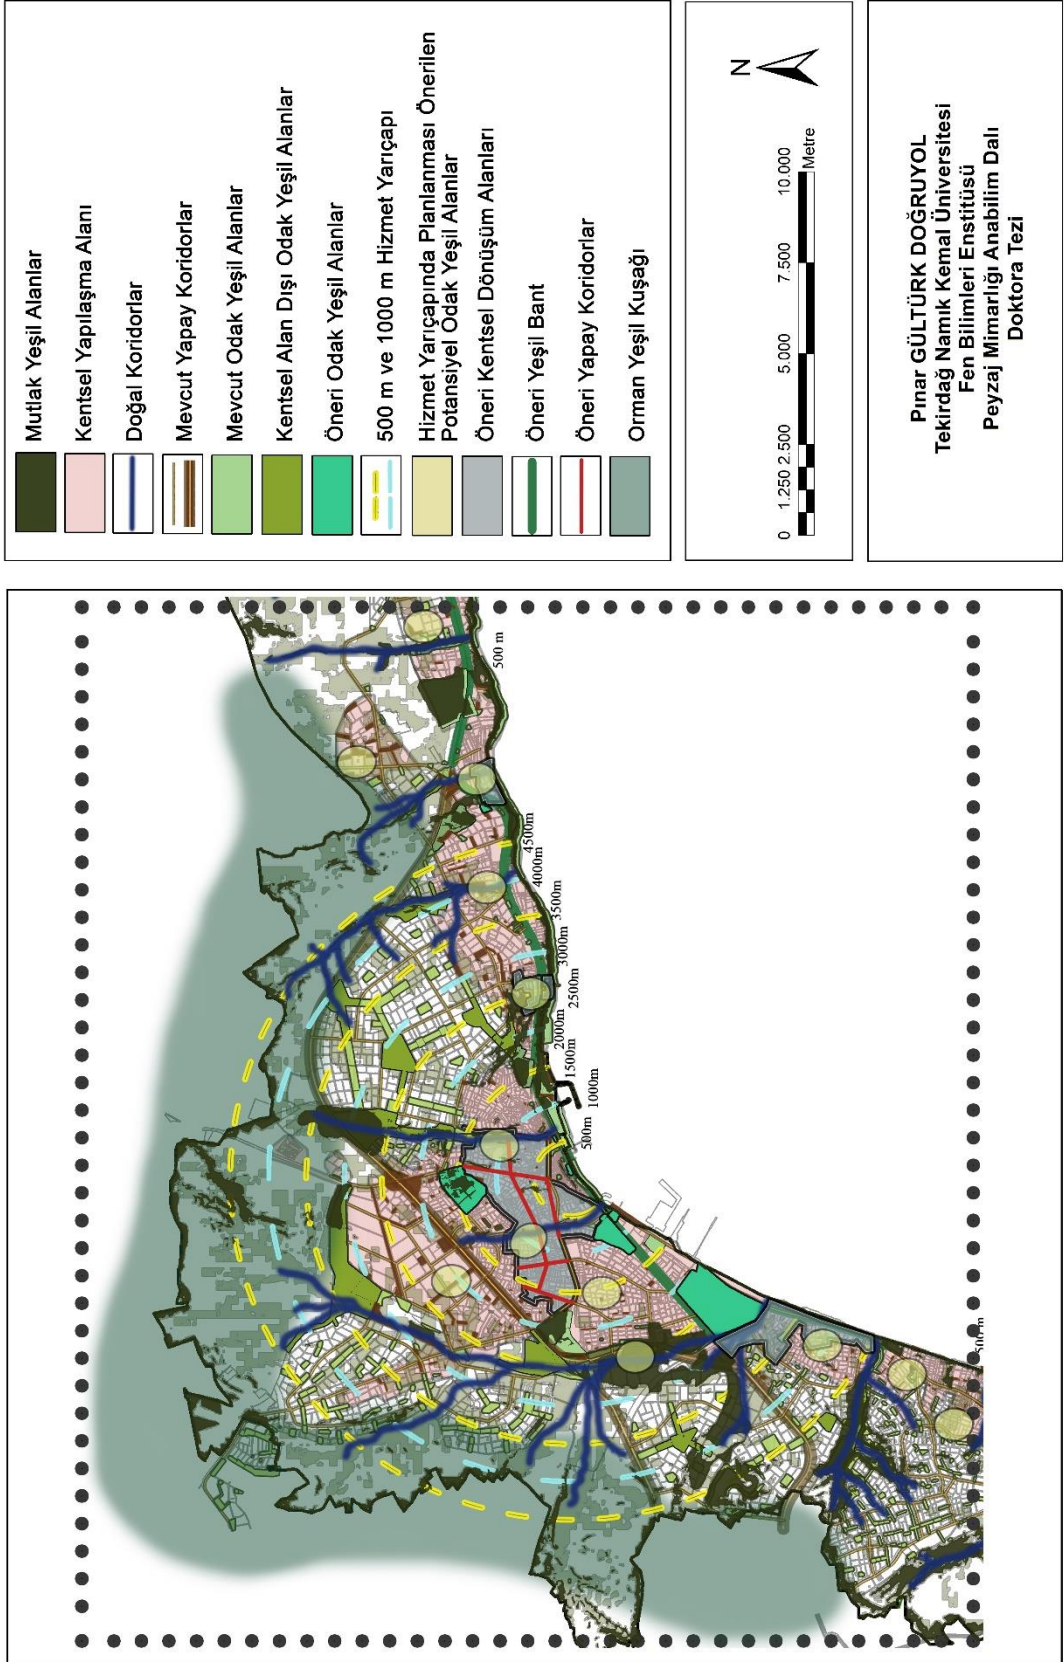 Mutlak Yeşil Alanlar
Kentsel Yapılaşma Alanı
Doğal Koridorlar
Mevcut Yapay Koridorlar
Mevcut Odak Yeşil Alanlar
Kentsel Alan Dışı Odak Yeşil Alanlar
Öneri Odak Yeşil Alanlar
500 m ve 1000 m Hizmet Yarıçapı
Hizmet Yarıçapında Planlanması Önerilen
Potansiyel Odak Yeşil Alanlar
Öneri Kentsel Dönüşüm Alanları
Öneri Yeşil Bant
Öneri Yapay Koridorlar
Orman Yeşil Kuşağı
N
0 1.250 2.500 5.000 7.500 10.000
Metre
Pınar GÜLTÜRK DOĞRUYOL
Tekirdağ Namık Kemal Üniversitesi
Fen Bilimleri Enstitüsü
Peyzaj Mimarlığı Anabilim Dalı
Doktora Tezi
500 m
4500m
4000m
3500m
3000m
2500m
2000m
1500m
1000m
500m
500 m